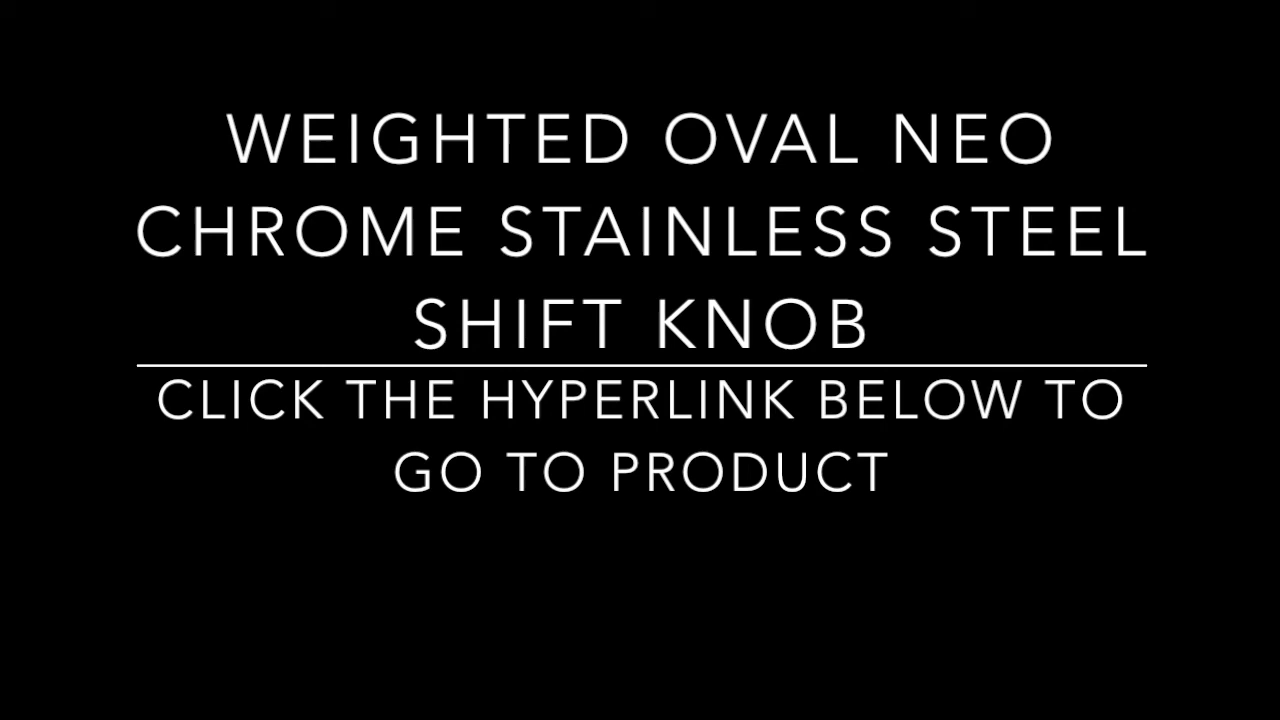 WEIGHTED OVAL NEO
CHROME STAINLESS STEEL
SHIFT KNOB
CLICK THE HYPERLINK BELOW TO
GO TO PRODUCT